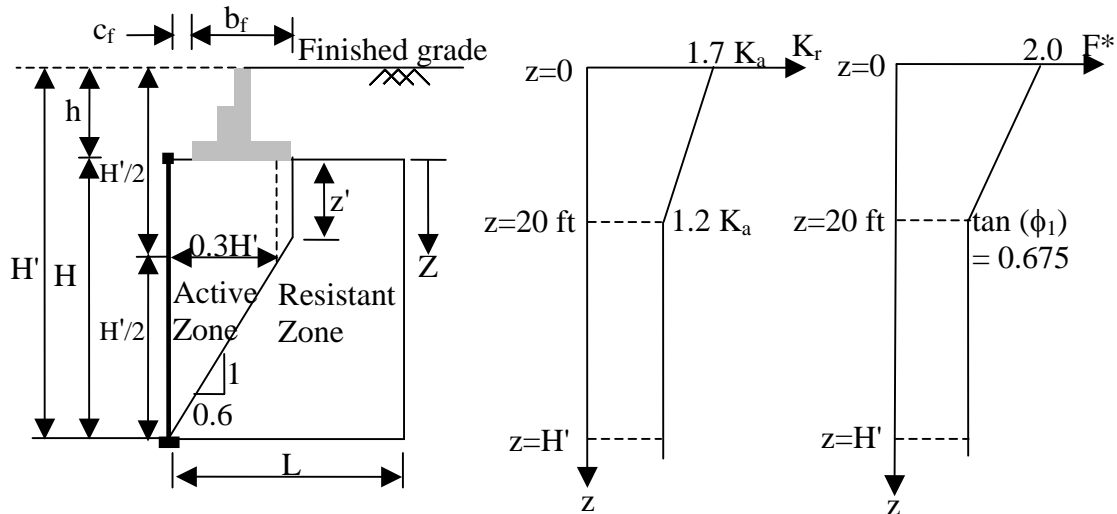 c_f
b_f
Finished grade
h
H'/2
z'
H'
H
0.3H'
Z
Active
Zone
Resistant
Zone
H'/2
1
0.6
L
z=0
1.7 K_a
K_r
z=20 ft
1.2 K_a
z=H'
z
z=0
2.0
F*
z=20 ft
tan (ϕ_1)
= 0.675
z=H'
z